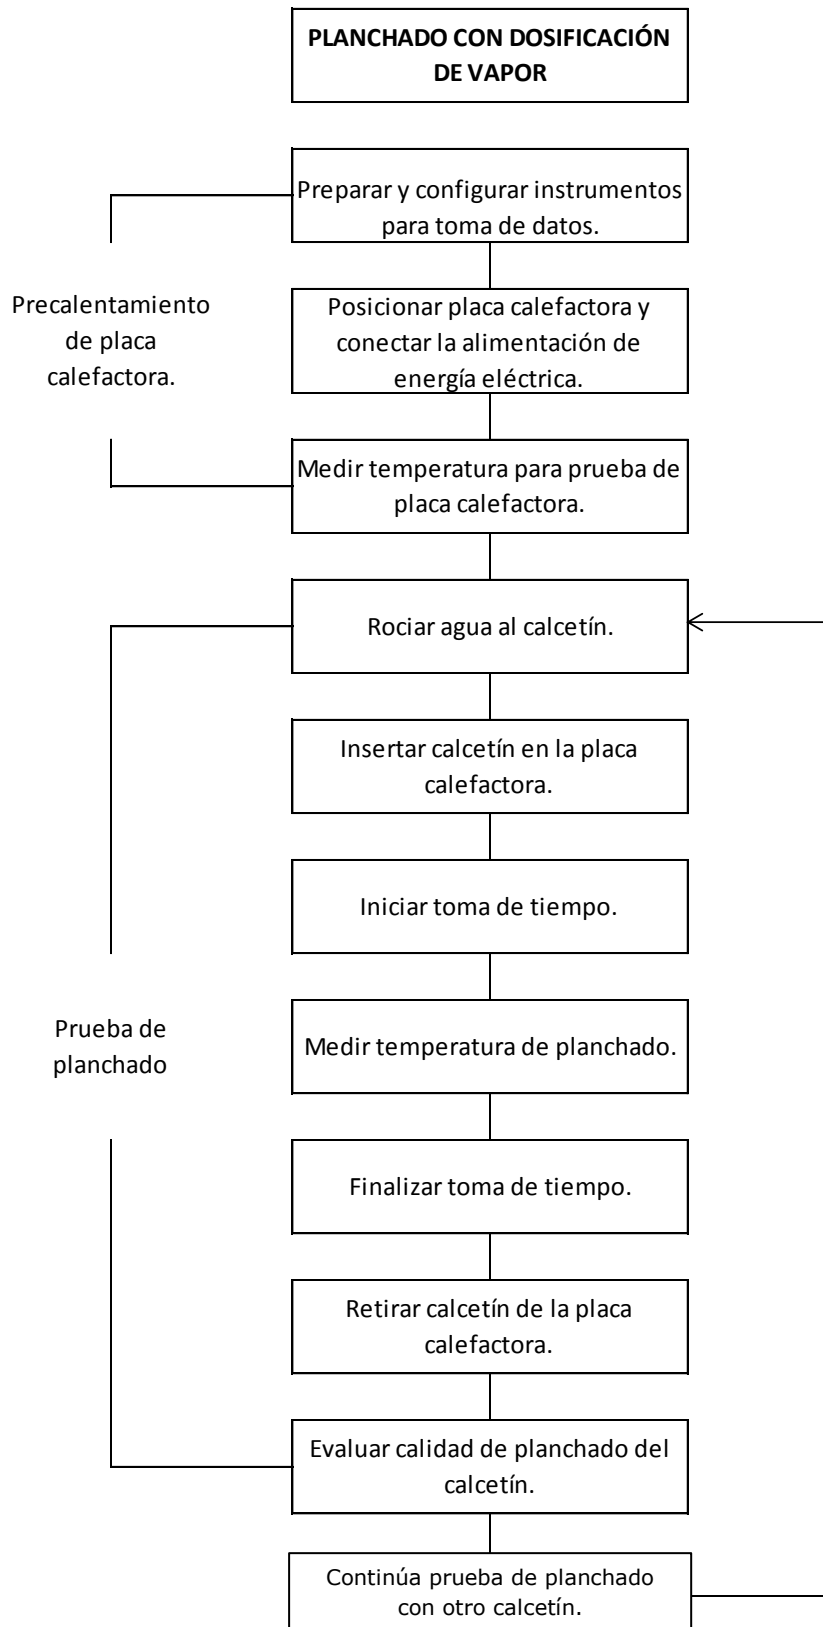 PLANCHADO CON DOSIFICACIÓN
DE VAPOR
Preparar y configurar instrumentos
para toma de datos.
Precalentamiento
de placa
calefactora.
Posicionar placa calefactora y
conectar la alimentación de
energía eléctrica.
Medir temperatura para prueba de
placa calefactora.
Rociar agua al calcetín.
Insertar calcetín en la placa
calefactora.
Iniciar toma de tiempo.
Prueba de
planchado
Medir temperatura de planchado.
Finalizar toma de tiempo.
Retirar calcetín de la placa
calefactora.
Evaluar calidad de planchado del
calcetín.
Continúa prueba de planchado
con otro calcetín.